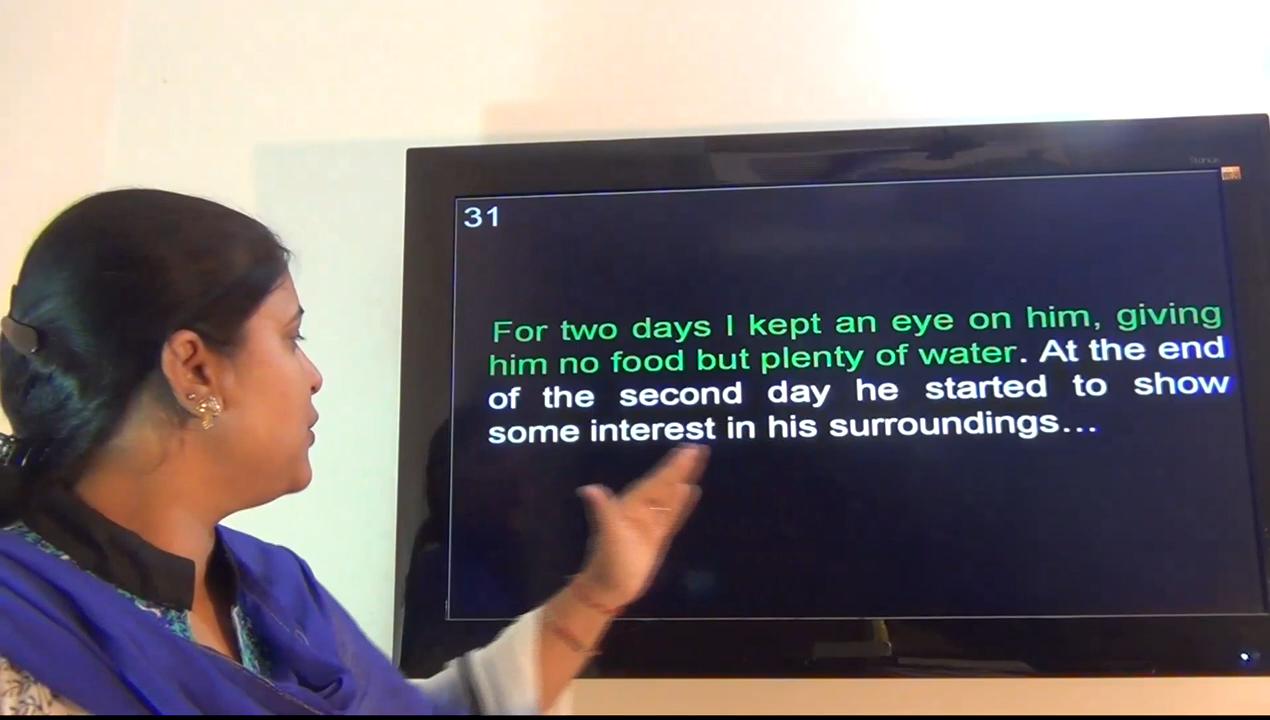 31
For two days I kept an eye on him, giving
him no food but plenty of water. At the end
of the second day he started to show
some interest in his surroundings...